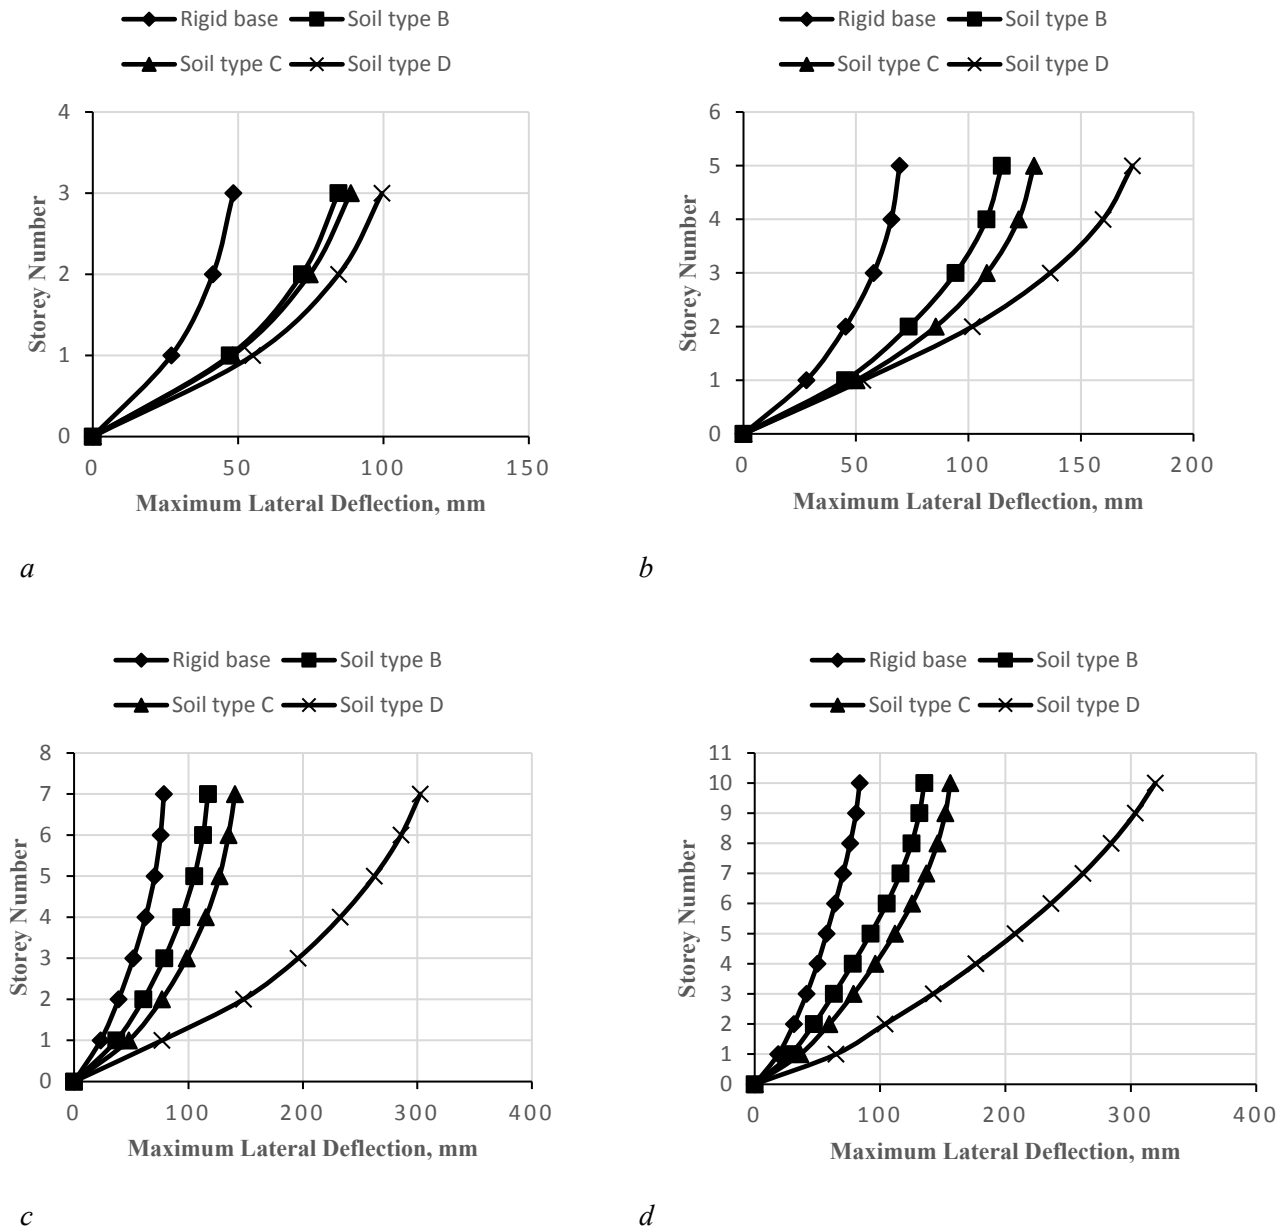 Rigid base Soil type B
Soil type C Soil type D
4
3
2
1
0
0 50 100 150
Storey Number
Maximum Lateral Deflection, mm
a
Rigid base Soil type B
Soil type C Soil type D
6
5
4
3
2
1
0
0 50 100 150 200
Storey Number
Maximum Lateral Deflection, mm
b
Rigid base Soil type B
Soil type C Soil type D
8
7
6
5
4
3
2
1
0
0 100 200 300 400
Storey Number
Maximum Lateral Deflection, mm
c
Rigid base Soil type B
Soil type C Soil type D
11
10
9
8
7
6
5
4
3
2
1
0
0 100 200 300 400
Storey Number
Maximum Lateral Deflection, mm
d